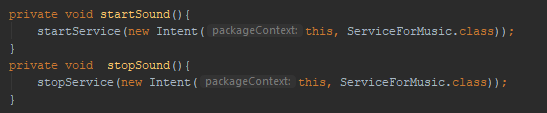 private void startSound(){
    startService(new Intent( packageContext: this, ServiceForMusic.class));
}
private void  stopSound(){
    stopService(new Intent( packageContext: this, ServiceForMusic.class));
}